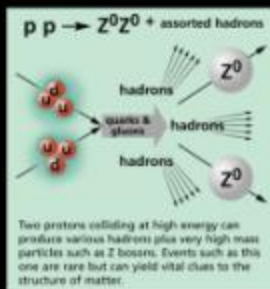 p p → Z⁰Z⁰ + assorted hadrons
hadrons
Z⁰
d
u u
quarks &
gluons
hadrons
u u
d
hadrons
Z⁰
Two protons colliding at high energy can
produce various hadrons plus very high mass
particles such as Z bosons. Events such as this
one are rare but can yield vital clues to the
structure of matter.